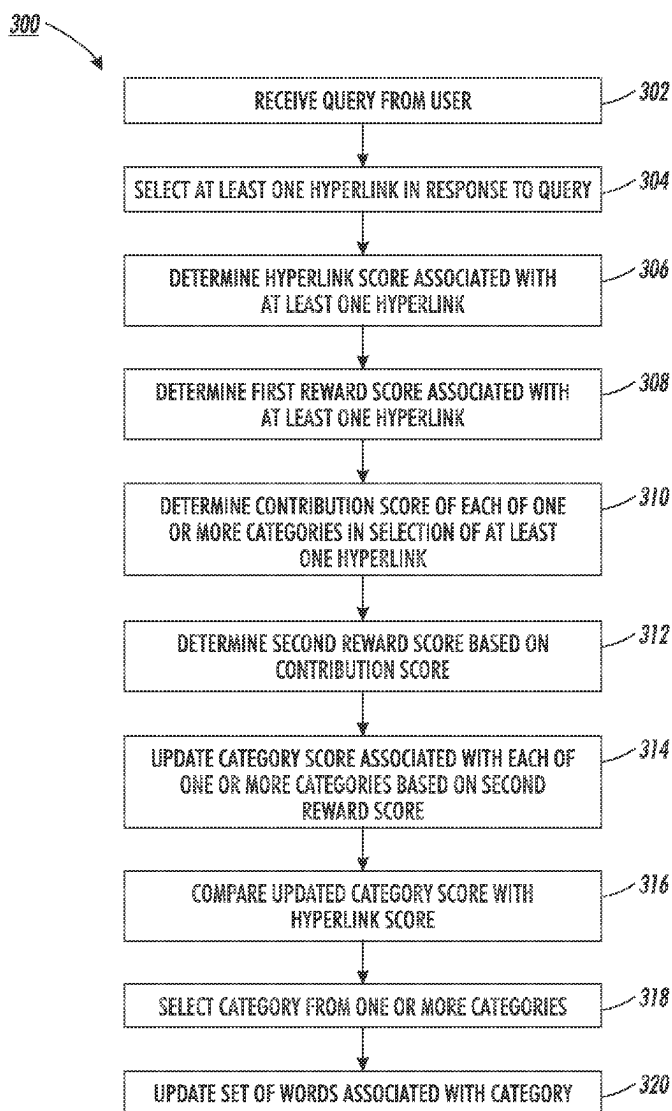 300
RECEIVE QUERY FROM USER
302
SELECT AT LEAST ONE HYPERLINK IN RESPONSE TO QUERY
304
DETERMINE HYPERLINK SCORE ASSOCIATED WITH
AT LEAST ONE HYPERLINK
306
DETERMINE FIRST REWARD SCORE ASSOCIATED WITH
AT LEAST ONE HYPERLINK
308
DETERMINE CONTRIBUTION SCORE OF EACH OF ONE
OR MORE CATEGORIES IN SELECTION OF AT LEAST
ONE HYPERLINK
310
DETERMINE SECOND REWARD SCORE BASED ON
CONTRIBUTION SCORE
312
UPDATE CATEGORY SCORE ASSOCIATED WITH EACH OF
ONE OR MORE CATEGORIES BASED ON SECOND
REWARD SCORE
314
COMPARE UPDATED CATEGORY SCORE WITH
HYPERLINK SCORE
316
SELECT CATEGORY FROM ONE OR MORE CATEGORIES
318
UPDATE SET OF WORDS ASSOCIATED WITH CATEGORY
320